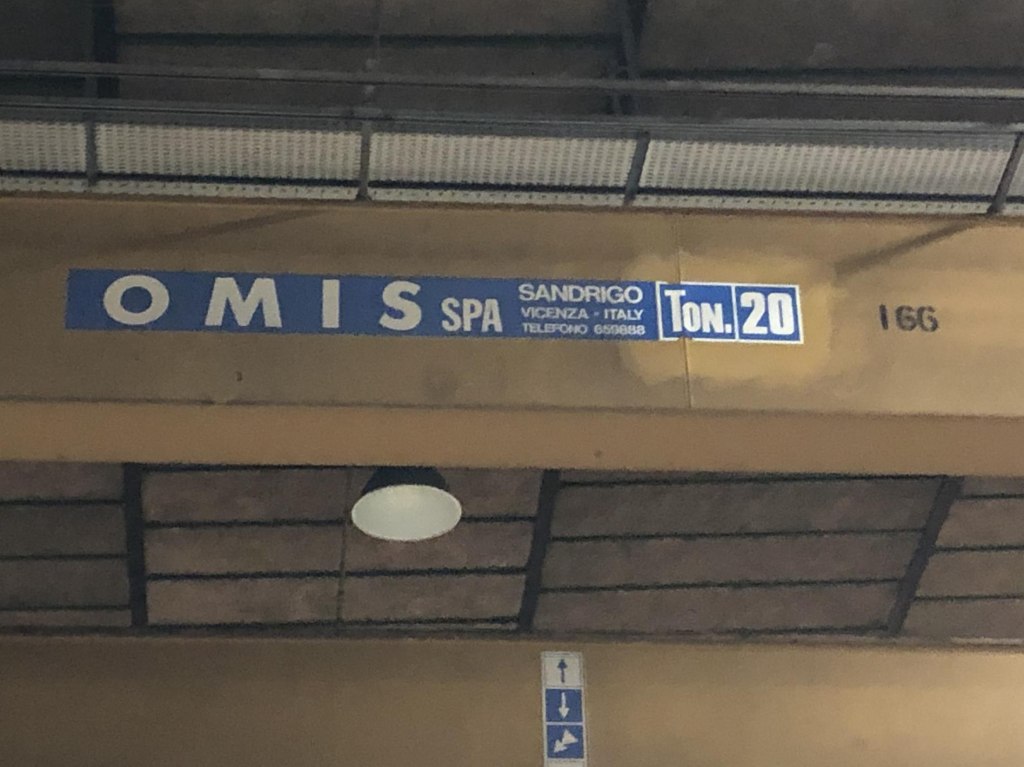 OMIS SPA
SANDRIGO
VICENZA - ITALY
TELEFONO 659888
TON. 20
166